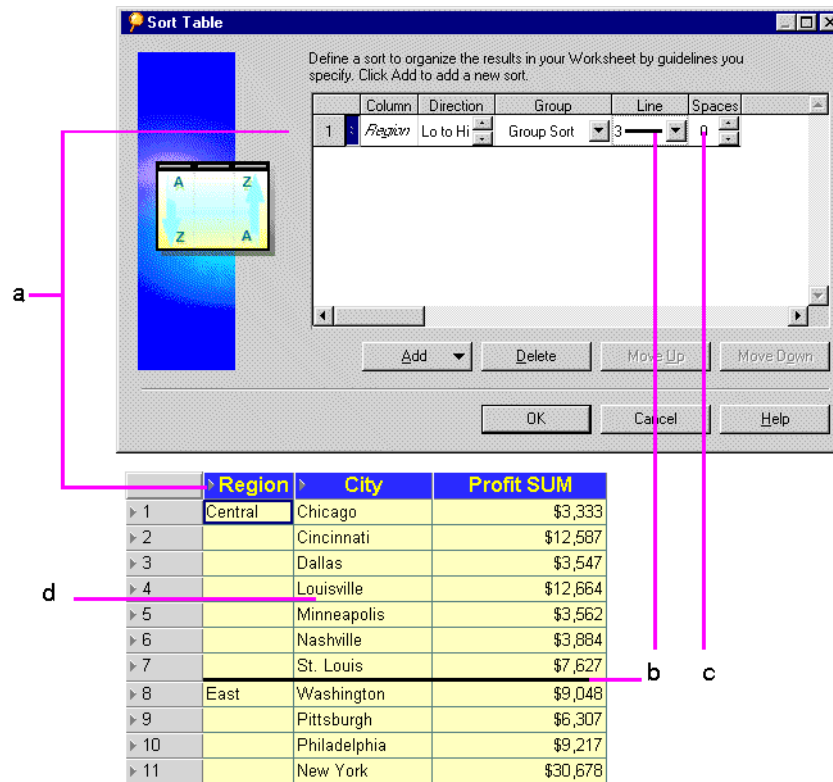 Sort Table
Define a sort to organize the results in your Worksheet by guidelines you
specify. Click Add to add a new sort.
Column Direction Group Line Spaces
1 Region Lo to Hi Group Sort 3 0
A Z
Z A
a
Add Delete Move Up Move Down
OK Cancel Help
Region City Profit SUM
1 Central Chicago $3,333
2 Cincinnati $12,587
3 Dallas $3,547
4 Louisville $12,664
d
5 Minneapolis $3,562
6 Nashville $3,884
7 St. Louis $7,627
b c
8 East Washington $9,048
9 Pittsburgh $6,307
10 Philadelphia $9,217
11 New York $30,678